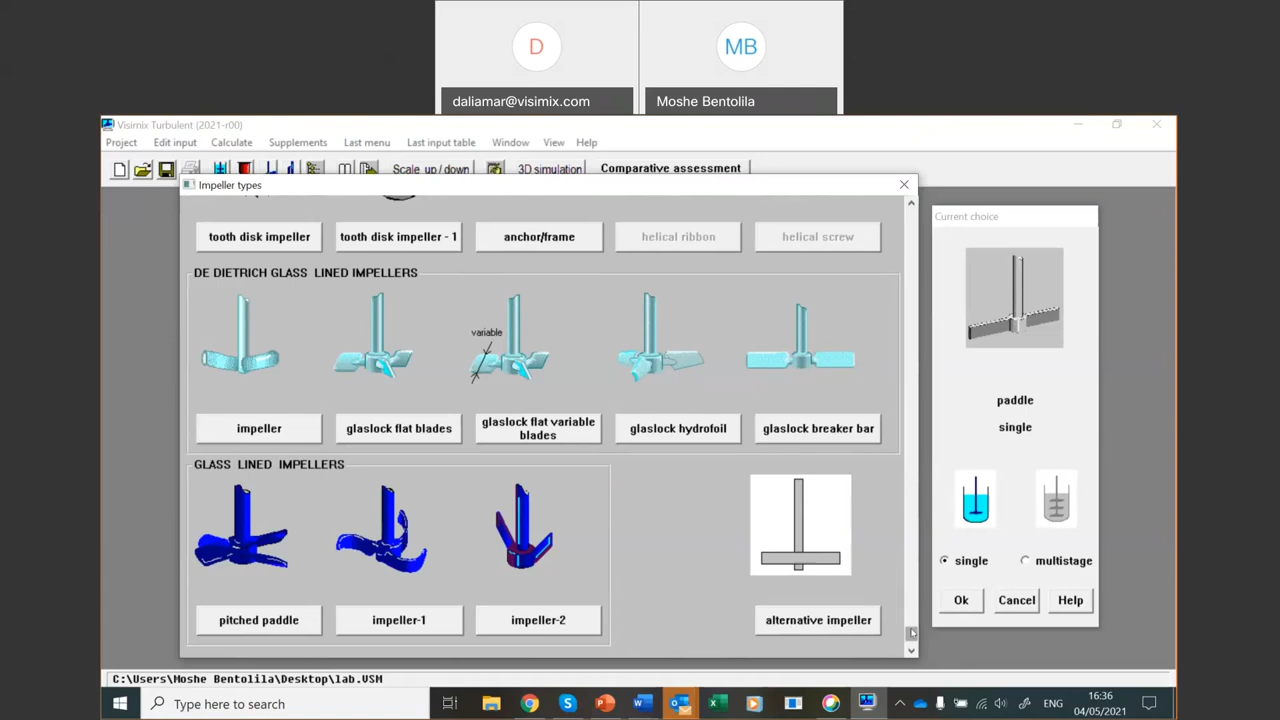 D
MB
daliamar@visimix.com
Moshe Bentolila
Visimix Turbulent (2021-r00)
Project Edit input Calculate Supplements Last menu Last input table Window View Help
Scale up/down 3D simulation Comparative assessment
Impeller types
tooth disk impeller tooth disk impeller - 1 anchor/frame helical ribbon helical screw
DE DIETRICH GLASS LINED IMPELLERS
variable
impeller glaslock flat blades glaslock flat variable blades glaslock hydrofoil glaslock breaker bar
GLASS LINED IMPELLERS
pitched paddle impeller-1 impeller-2 alternative impeller
Current choice
paddle
single
single multistage
Ok Cancel Help
C:\Users\Moshe Bentolila\Desktop\lab.VSM
Type here to search
ENG
16:36
04/05/2021